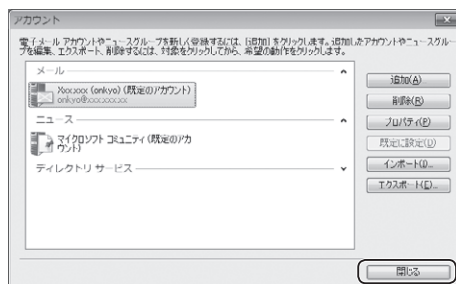 アカウント
電子メール アカウントやニュースグループを新しく登録するには、[追加] をクリックします。追加したアカウントやニュースグループを編集、エクスポート、削除するには、対象をクリックしてから、希望の動作をクリックします。
メール
Xxx.xxx (onkyo) (既定のアカウント)
onkyo@xxx.xxx.xx
ニュース
マイクロソフト コミュニティ (既定のアカウント)
ディレクトリ サービス
追加(A)
削除(R)
プロパティ(P)
既定に設定(D)
インポート(I)...
エクスポート(E)...
閉じる